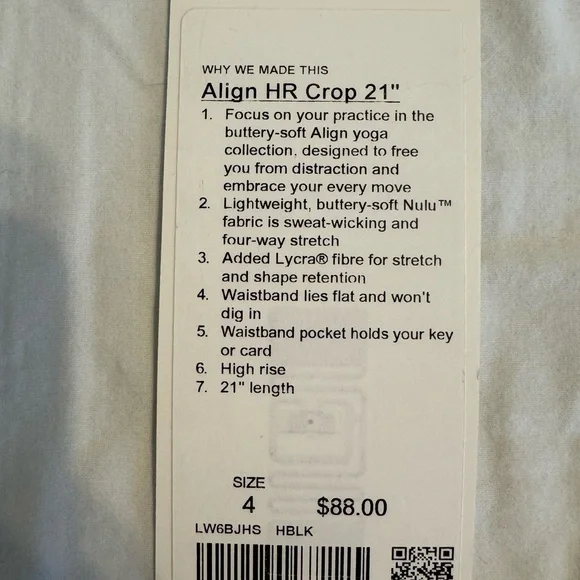 WHY WE MADE THIS
Align HR Crop 21"
1. Focus on your practice in the
buttery-soft Align yoga
collection, designed to free
you from distraction and
embrace your every move
2. Lightweight, buttery-soft Nulu™
fabric is sweat-wicking and
four-way stretch
3. Added Lycra® fibre for stretch
and shape retention
4. Waistband lies flat and won't
dig in
5. Waistband pocket holds your key
or card
6. High rise
7. 21" length
SIZE
4 $88.00
LW6BJHS HBLK